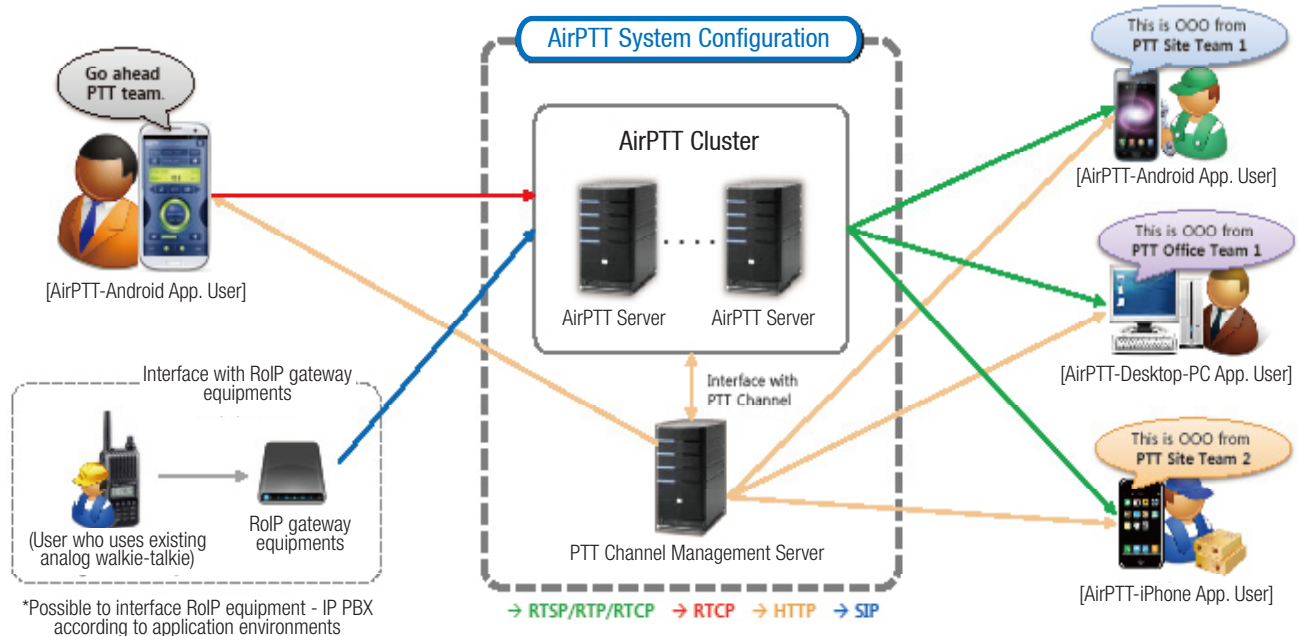 AirPTT System Configuration
Go ahead
PTT team.
[AirPTT-Android App. User]
Interface with RoIP gateway
equipments
(User who uses existing
analog walkie-talkie)
RoIP gateway
equipments
*Possible to interface RoIP equipment - IP PBX
according to application environments
AirPTT Cluster
AirPTT Server
AirPTT Server
Interface with
PTT Channel
PTT Channel Management Server
→ RTSP/RTP/RTCP → RTCP → HTTP → SIP
This is OOO from
PTT Site Team 1
[AirPTT-Android App. User]
This is OOO from
PTT Office Team 1
[AirPTT-Desktop-PC App. User]
This is OOO from
PTT Site Team 2
[AirPTT-iPhone App. User]